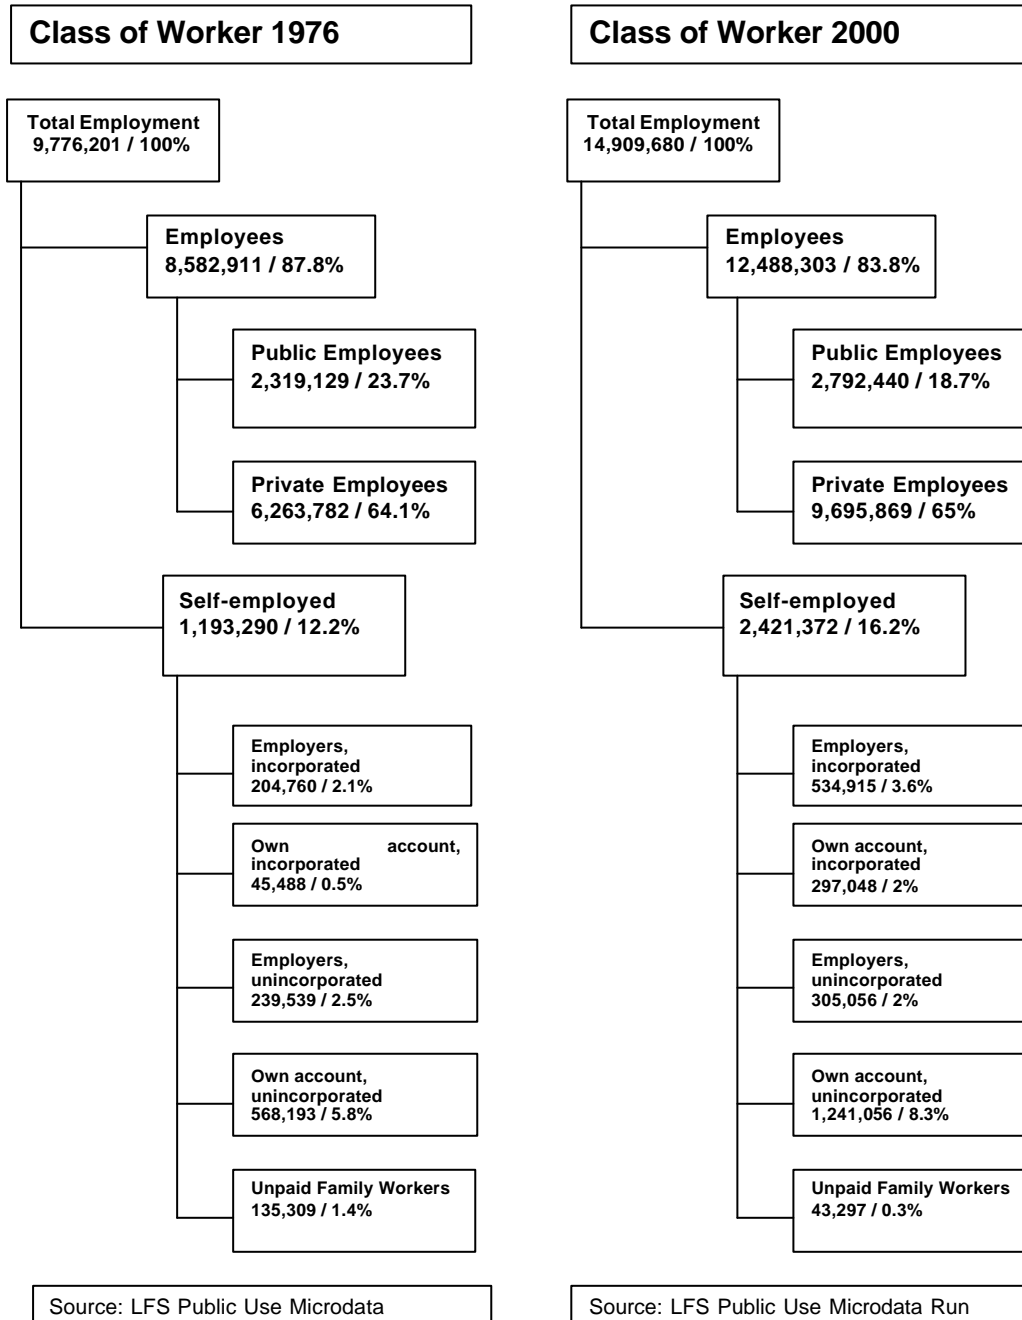 Class of Worker 1976
Total Employment
9,776,201 / 100%
Employees
8,582,911 / 87.8%
Public Employees
2,319,129 / 23.7%
Private Employees
6,263,782 / 64.1%
Self-employed
1,193,290 / 12.2%
Employers,
incorporated
204,760 / 2.1%
Own account,
incorporated
45,488 / 0.5%
Employers,
unincorporated
239,539 / 2.5%
Own account,
unincorporated
568,193 / 5.8%
Unpaid Family Workers
135,309 / 1.4%
Source: LFS Public Use Microdata
Class of Worker 2000
Total Employment
14,909,680 / 100%
Employees
12,488,303 / 83.8%
Public Employees
2,792,440 / 18.7%
Private Employees
9,695,869 / 65%
Self-employed
2,421,372 / 16.2%
Employers,
incorporated
534,915 / 3.6%
Own account,
incorporated
297,048 / 2%
Employers,
unincorporated
305,056 / 2%
Own account,
unincorporated
1,241,056 / 8.3%
Unpaid Family Workers
43,297 / 0.3%
Source: LFS Public Use Microdata Run